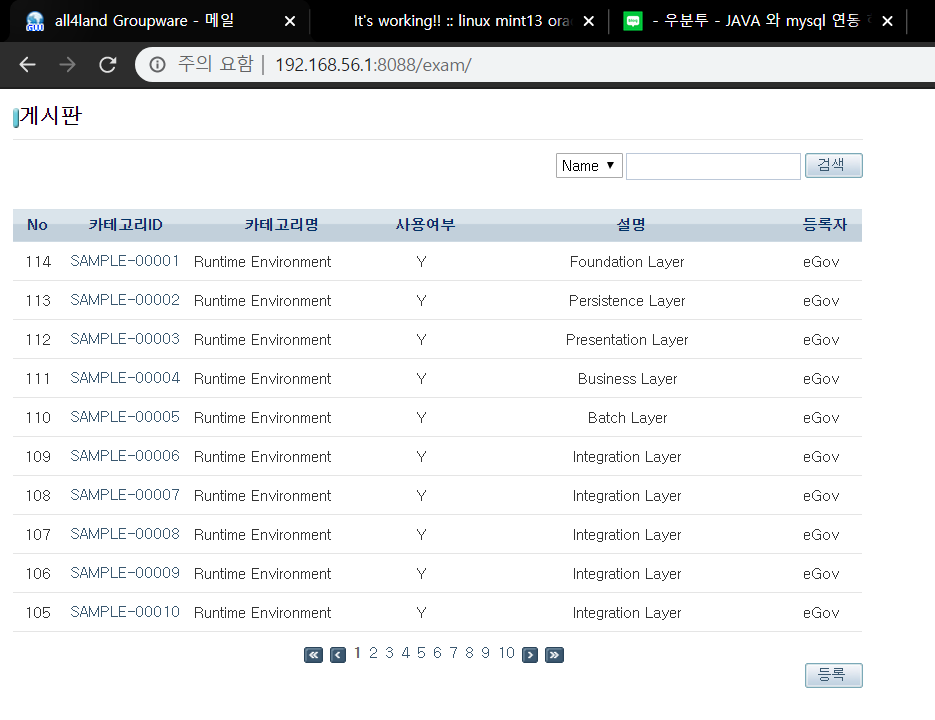 all4land Groupware - 메일 It's working!! :: linux mint13 - 우분투 - JAVA 와 mysql 연동
주의 요함 192.168.56.1:8088/exam/
게시판
Name 검색
No 카테고리ID 카테고리명 사용여부 설명 등록자
114 SAMPLE-00001 Runtime Environment Y Foundation Layer eGov
113 SAMPLE-00002 Runtime Environment Y Persistence Layer eGov
112 SAMPLE-00003 Runtime Environment Y Presentation Layer eGov
111 SAMPLE-00004 Runtime Environment Y Business Layer eGov
110 SAMPLE-00005 Runtime Environment Y Batch Layer eGov
109 SAMPLE-00006 Runtime Environment Y Integration Layer eGov
108 SAMPLE-00007 Runtime Environment Y Integration Layer eGov
107 SAMPLE-00008 Runtime Environment Y Integration Layer eGov
106 SAMPLE-00009 Runtime Environment Y Integration Layer eGov
105 SAMPLE-00010 Runtime Environment Y Integration Layer eGov
1 2 3 4 5 6 7 8 9 10
등록